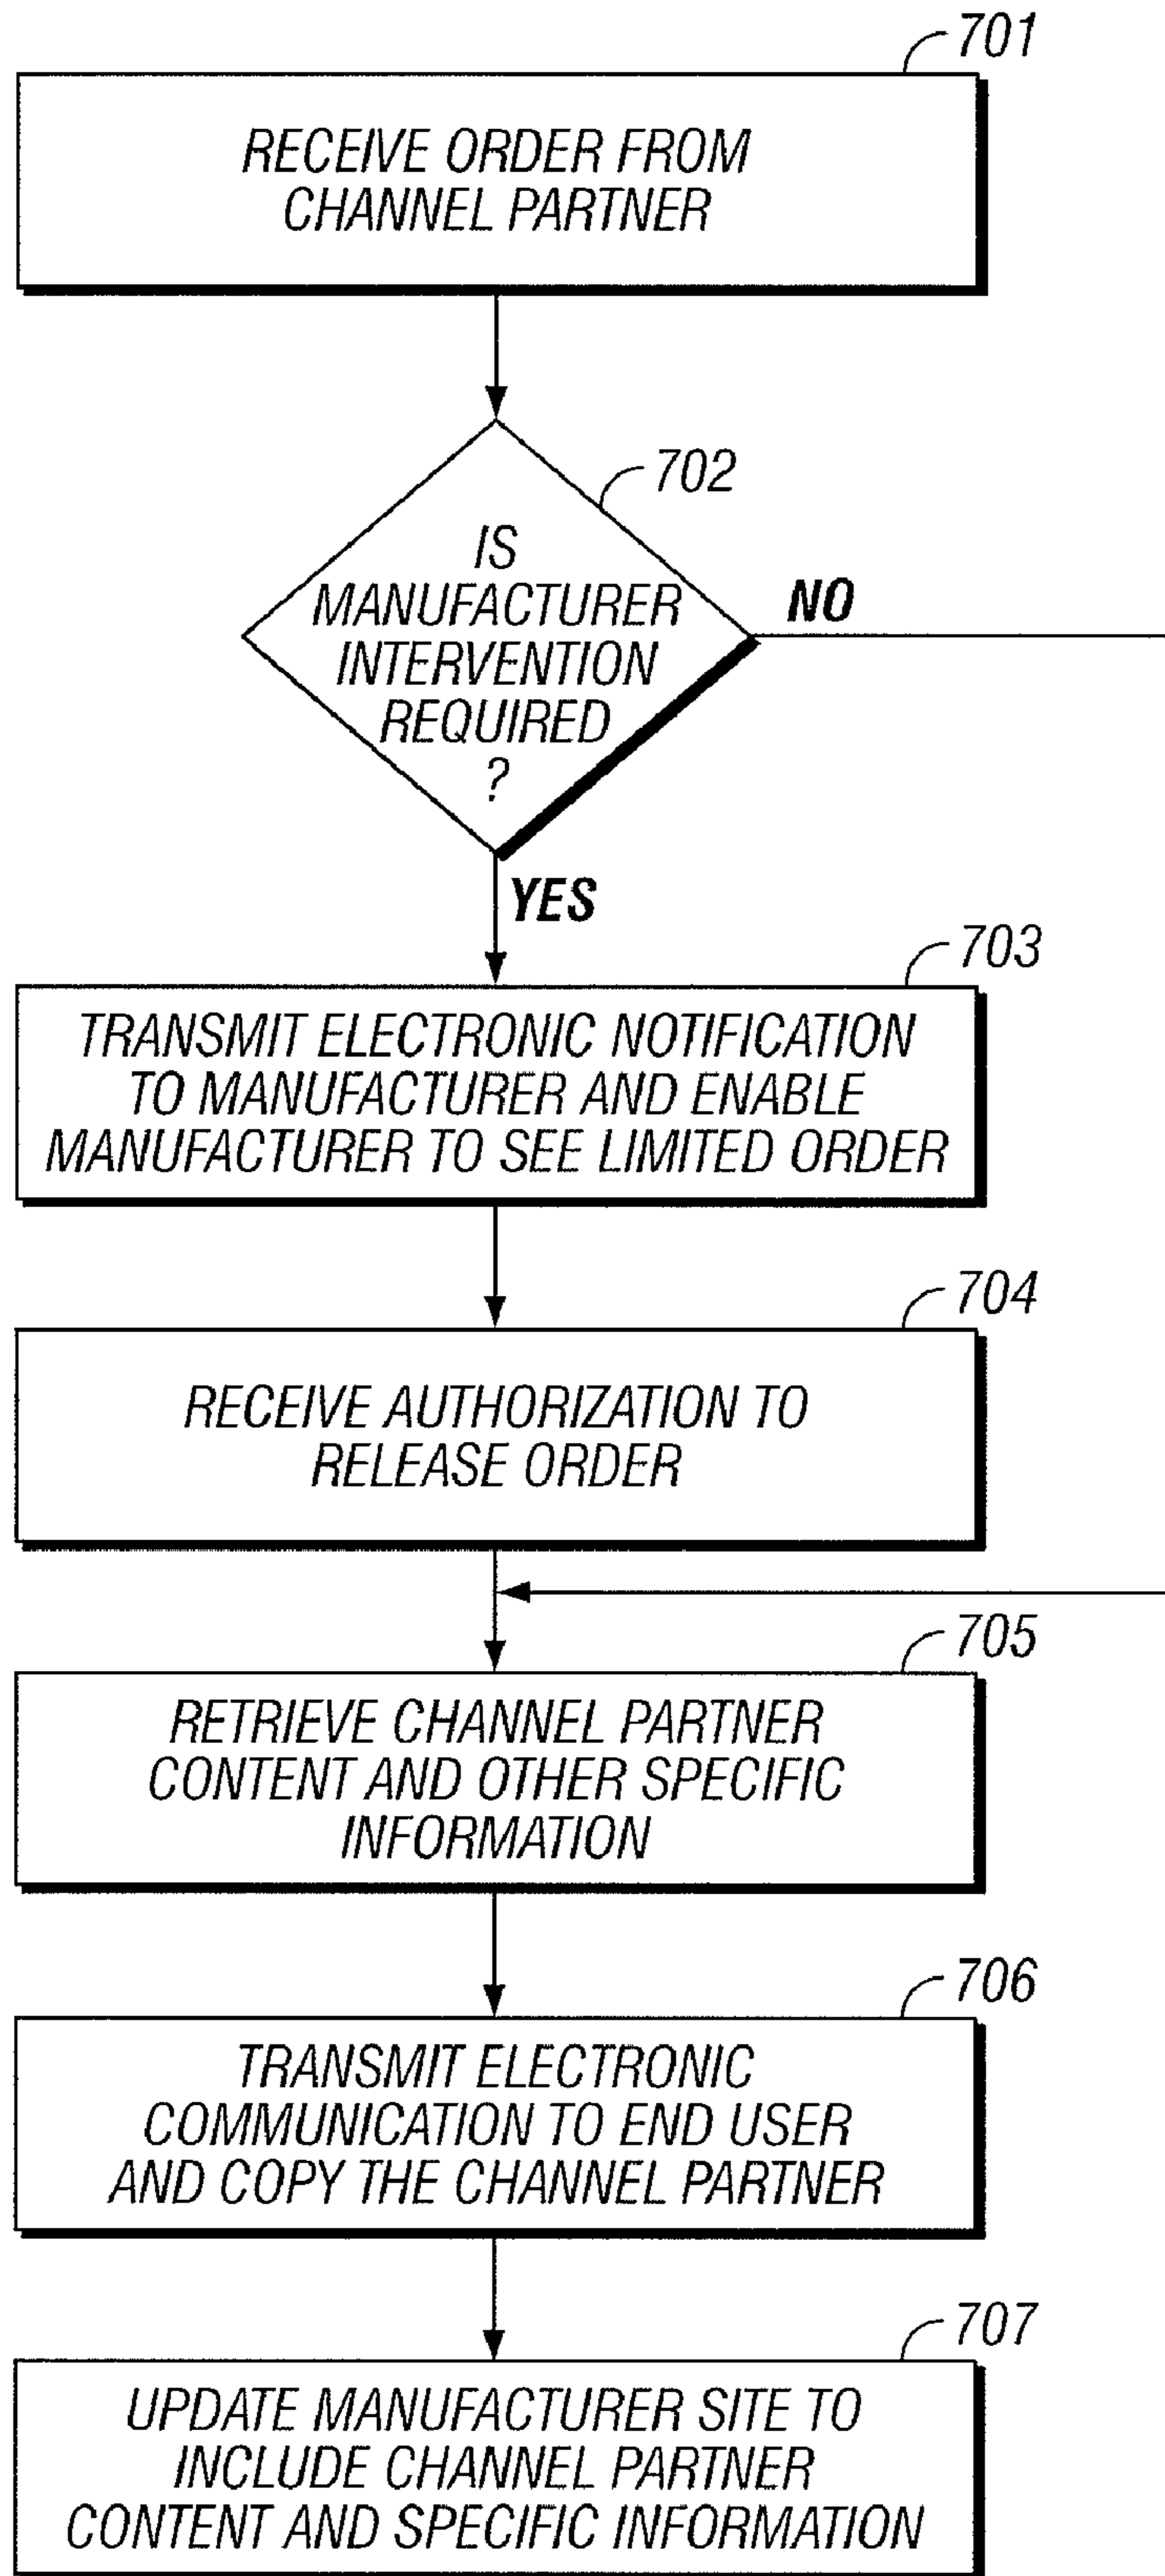 701
RECEIVE ORDER FROM
CHANNEL PARTNER
702
IS
MANUFACTURER
INTERVENTION
REQUIRED
?
NO
YES
703
TRANSMIT ELECTRONIC NOTIFICATION
TO MANUFACTURER AND ENABLE
MANUFACTURER TO SEE LIMITED ORDER
704
RECEIVE AUTHORIZATION TO
RELEASE ORDER
705
RETRIEVE CHANNEL PARTNER
CONTENT AND OTHER SPECIFIC
INFORMATION
706
TRANSMIT ELECTRONIC
COMMUNICATION TO END USER
AND COPY THE CHANNEL PARTNER
707
UPDATE MANUFACTURER SITE TO
INCLUDE CHANNEL PARTNER
CONTENT AND SPECIFIC INFORMATION